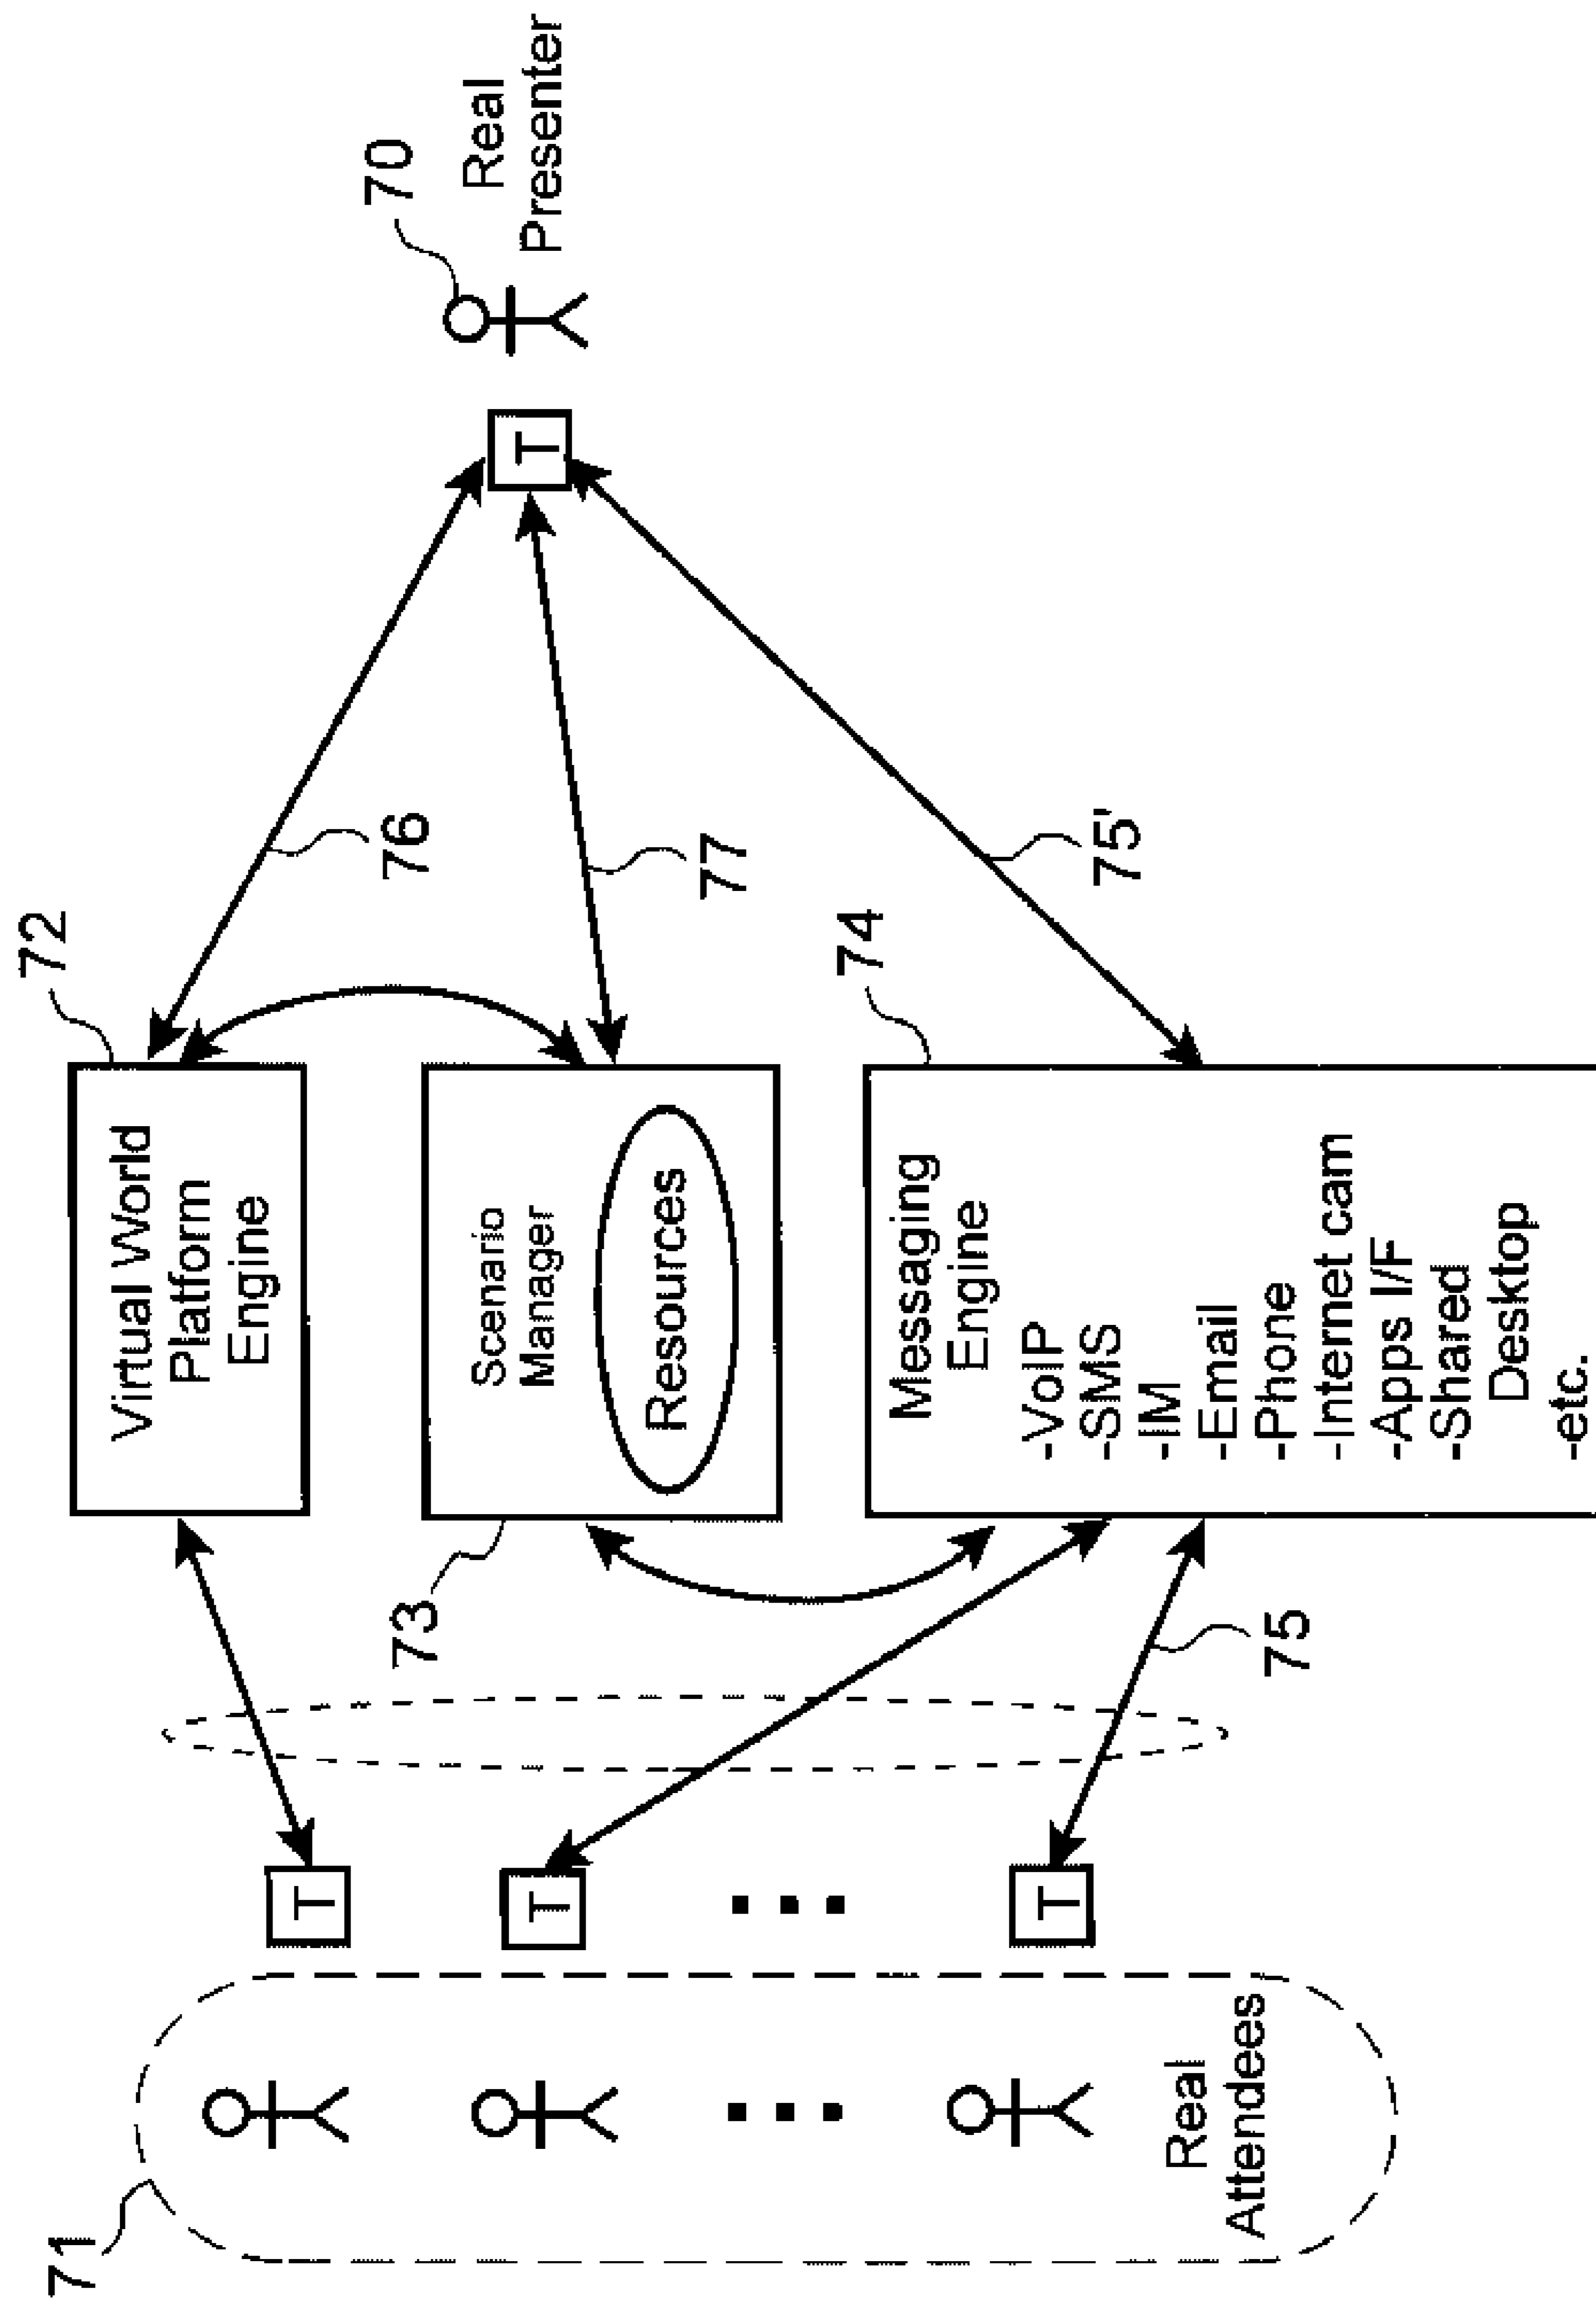 71
Real
Attendees
T
T
T
75
73
72
Virtual World
Platform
Engine
Scenario
Manager
Resources
74
Messaging
Engine
-VoIP
-SMS
-IM
-Email
-Phone
-Internet cam
-Apps I/F
-Shared
Desktop
-etc.
76
77
75'
T
70
Real
Presenter